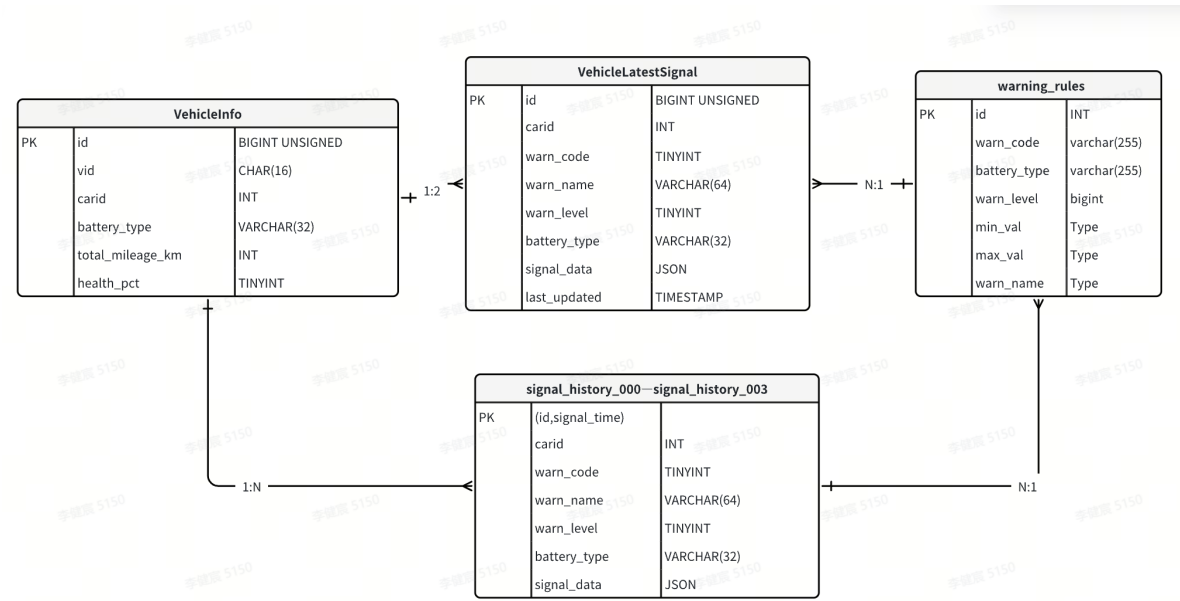 VehicleInfo
PK id BIGINT UNSIGNED
vid CHAR(16)
carid INT
battery_type VARCHAR(32)
total_mileage_km INT
health_pct TINYINT
1:2
VehicleLatestSignal
PK id BIGINT UNSIGNED
carid INT
warn_code TINYINT
warn_name VARCHAR(64)
warn_level TINYINT
battery_type VARCHAR(32)
signal_data JSON
last_updated TIMESTAMP
N:1
warning_rules
PK id INT
warn_code varchar(255)
battery_type varchar(255)
warn_level bigint
min_val Type
max_val Type
warn_name Type
1:N
signal_history_000—signal_history_003
PK (id,signal_time)
carid INT
warn_code TINYINT
warn_name VARCHAR(64)
warn_level TINYINT
battery_type VARCHAR(32)
signal_data JSON
N:1
李健宸 5150